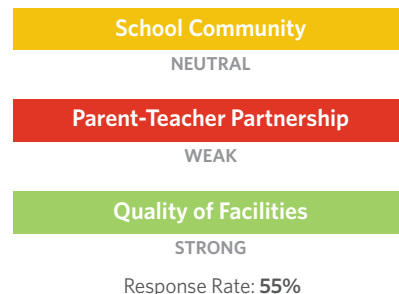 School Community
NEUTRAL
Parent-Teacher Partnership
WEAK
Quality of Facilities
STRONG
Response Rate: 55%